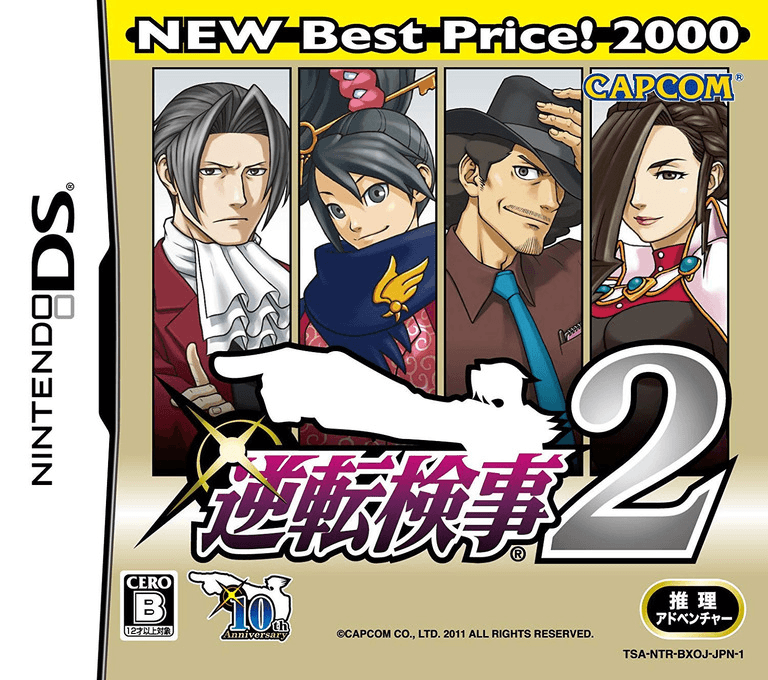 NEW Best Price! 2000
CAPCOM®
NINTENDO DS®
逆転検事2®
CERO
B
12才以上対象
10th
Anniversary
©CAPCOM CO., LTD. 2011 ALL RIGHTS RESERVED.
推理
アドベンチャー
TSA-NTR-BXOJ-JPN-1